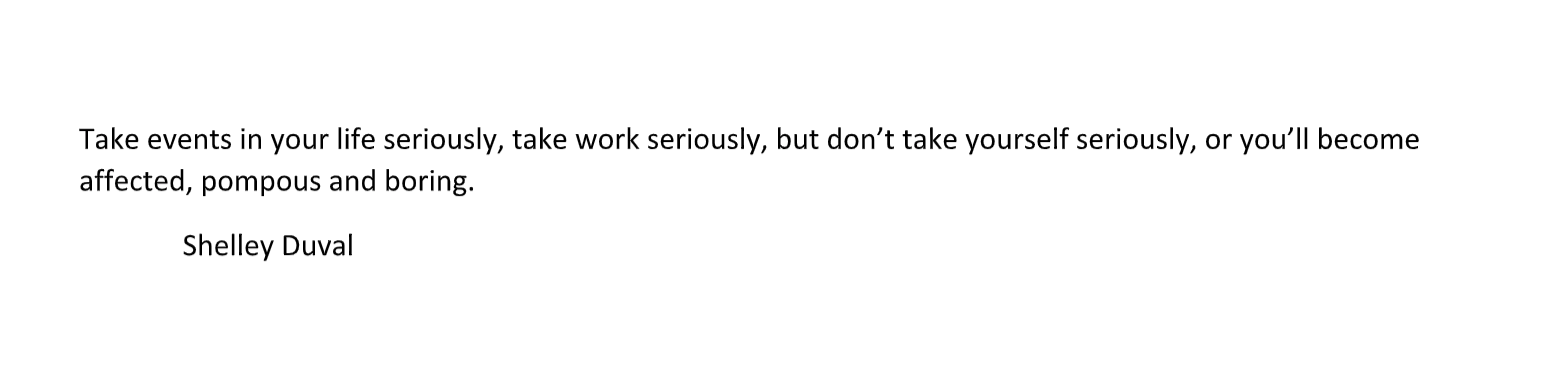 Take events in your life seriously, take work seriously, but don’t take yourself seriously, or you’ll become
affected, pompous and boring.
Shelley Duval